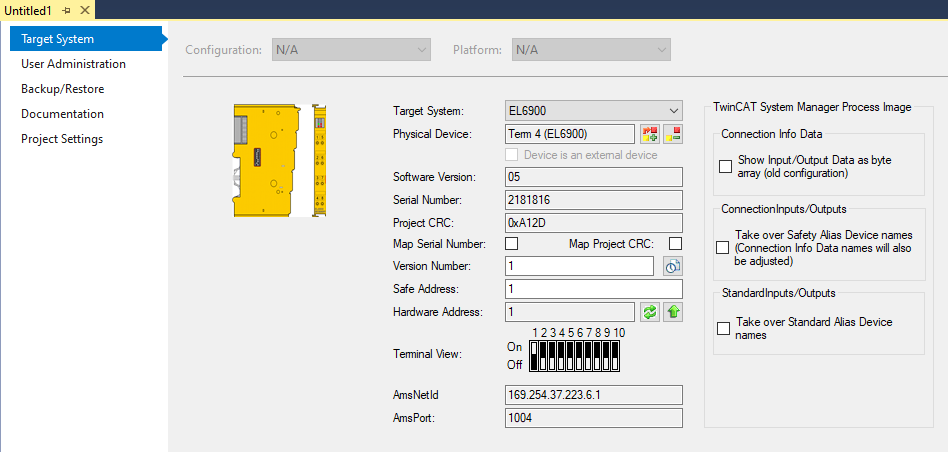 Untitled1
Target System
User Administration
Backup/Restore
Documentation
Project Settings
Configuration: N/A Platform: N/A
Target System: EL6900
Physical Device: Term 4 (EL6900)
Device is an external device
Software Version: 05
Serial Number: 2181816
Project CRC: 0xA12D
Map Serial Number: Map Project CRC:
Version Number: 1
Safe Address: 1
Hardware Address: 1
1 2 3 4 5 6 7 8 9 10
Terminal View: On
Off
AmsNetId 169.254.37.223.6.1
AmsPort: 1004
TwinCAT System Manager Process Image
Connection Info Data
Show Input/Output Data as byte
array (old configuration)
ConnectionInputs/Outputs
Take over Safety Alias Device names
(Connection Info Data names will also
be adjusted)
StandardInputs/Outputs
Take over Standard Alias Device
names